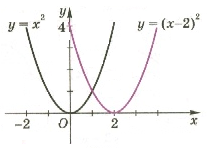 y
y = x²
4
y = (x−2)²
−2
O
2
x